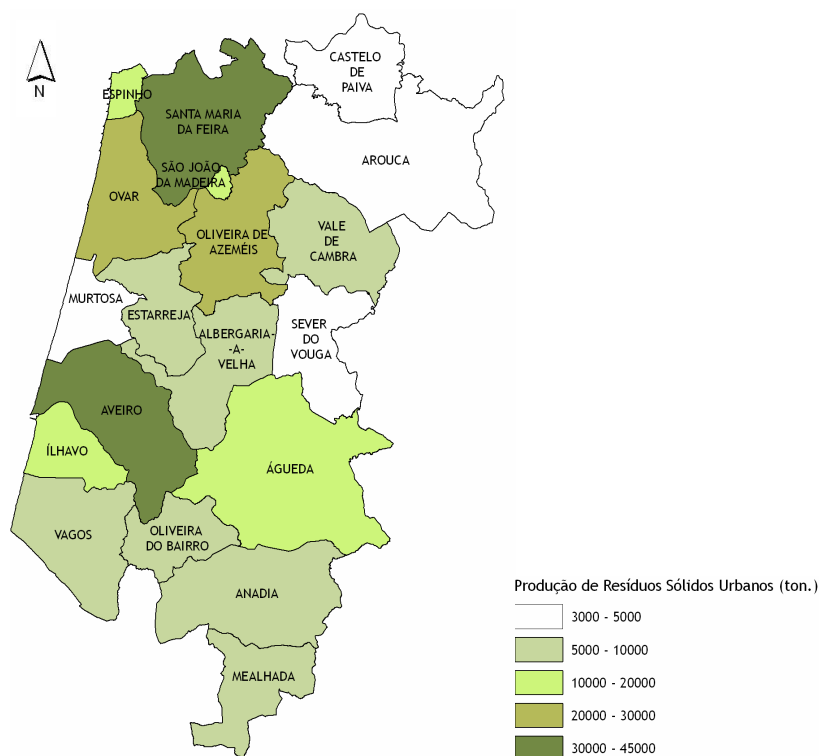 N
CASTELO
DE
PAIVA
ESPINHO
SANTA MARIA
DA FEIRA
AROUCA
SÃO JOÃO
DA MADEIRA
OVAR
VALE
DE
CAMBRA
OLIVEIRA DE
AZEMÉIS
MURTOSA
ESTARREJA
SEVER
DO
VOUGA
ALBERGARIA-
-A-
VELHA
AVEIRO
ÍLHAVO
ÁGUEDA
VAGOS
OLIVEIRA
DO BAIRRO
ANADIA
MEALHADA
Produção de Resíduos Sólidos Urbanos (ton.)
3000 - 5000
5000 - 10000
10000 - 20000
20000 - 30000
30000 - 45000